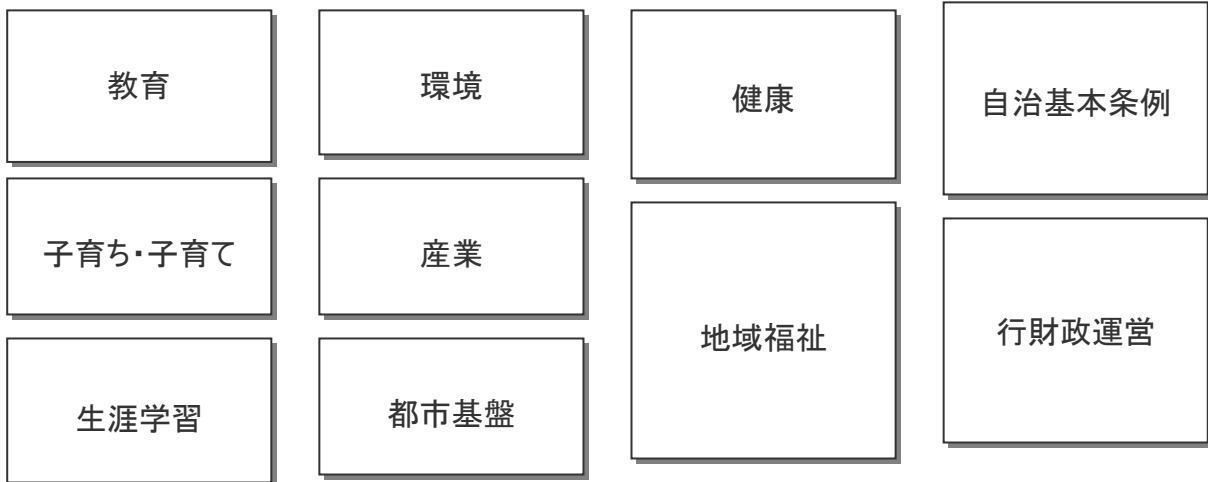 教育
子育ち・子育て
生涯学習
環境
産業
都市基盤
健康
地域福祉
自治基本条例
行財政運営